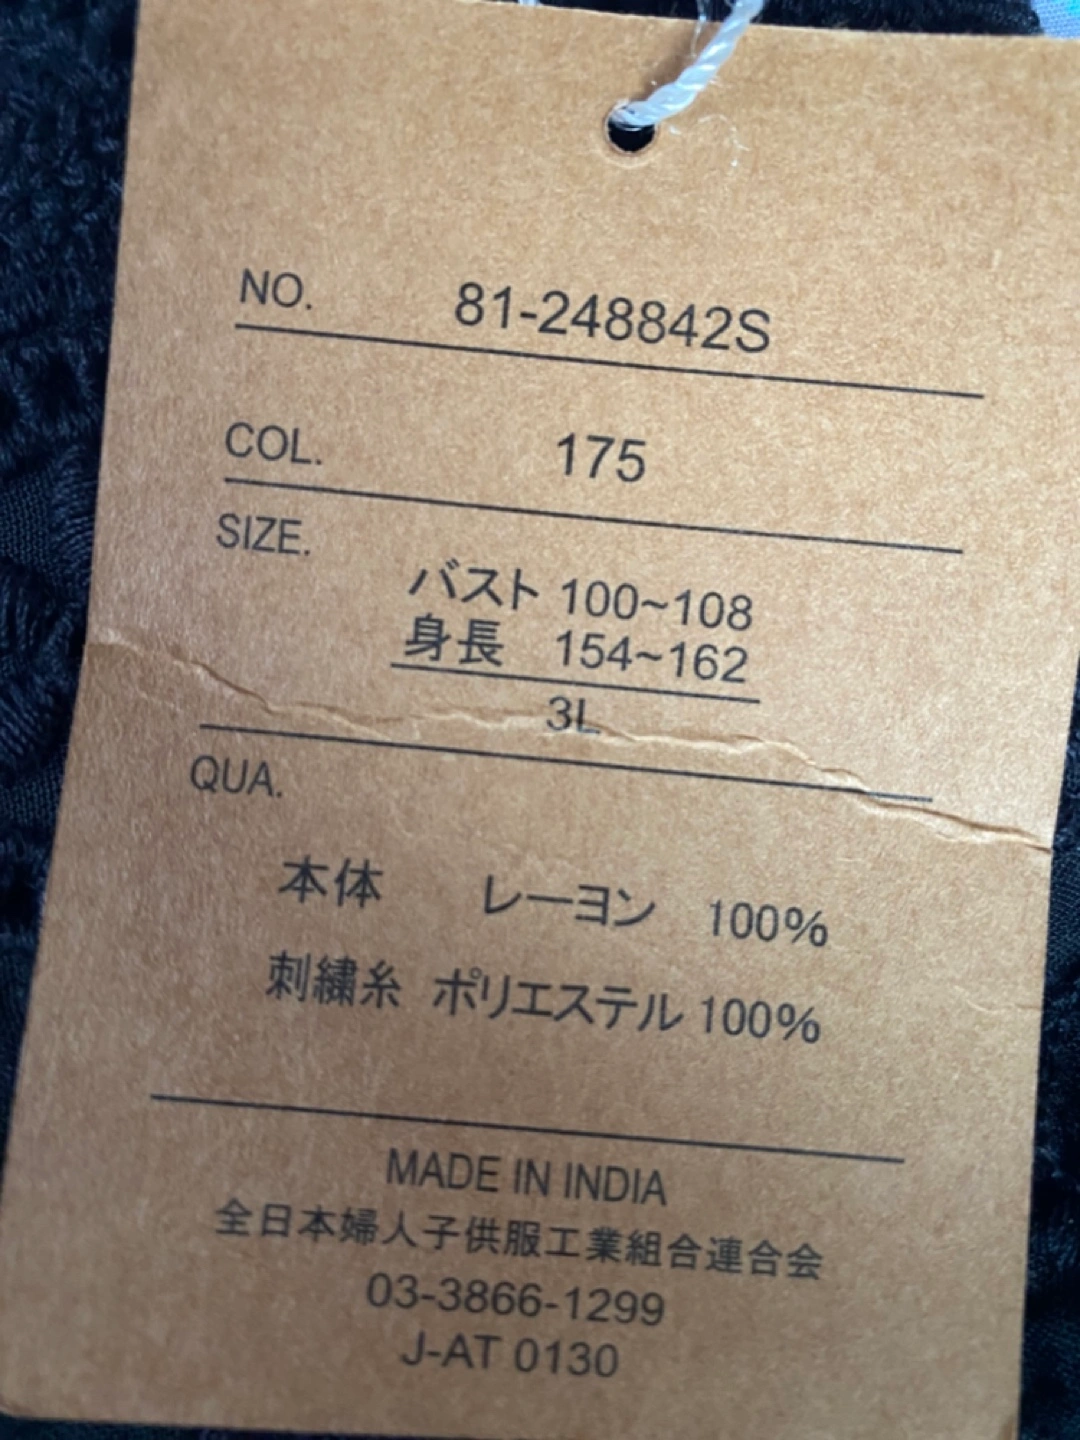 NO. 81-248842S
COL. 175
SIZE.
バスト 100~108
身長 154~162
3L
QUA.
本体 レーヨン 100%
刺繍糸 ポリエステル 100%
MADE IN INDIA
全日本婦人子供服工業組合連合会
03-3866-1299
J-AT 0130